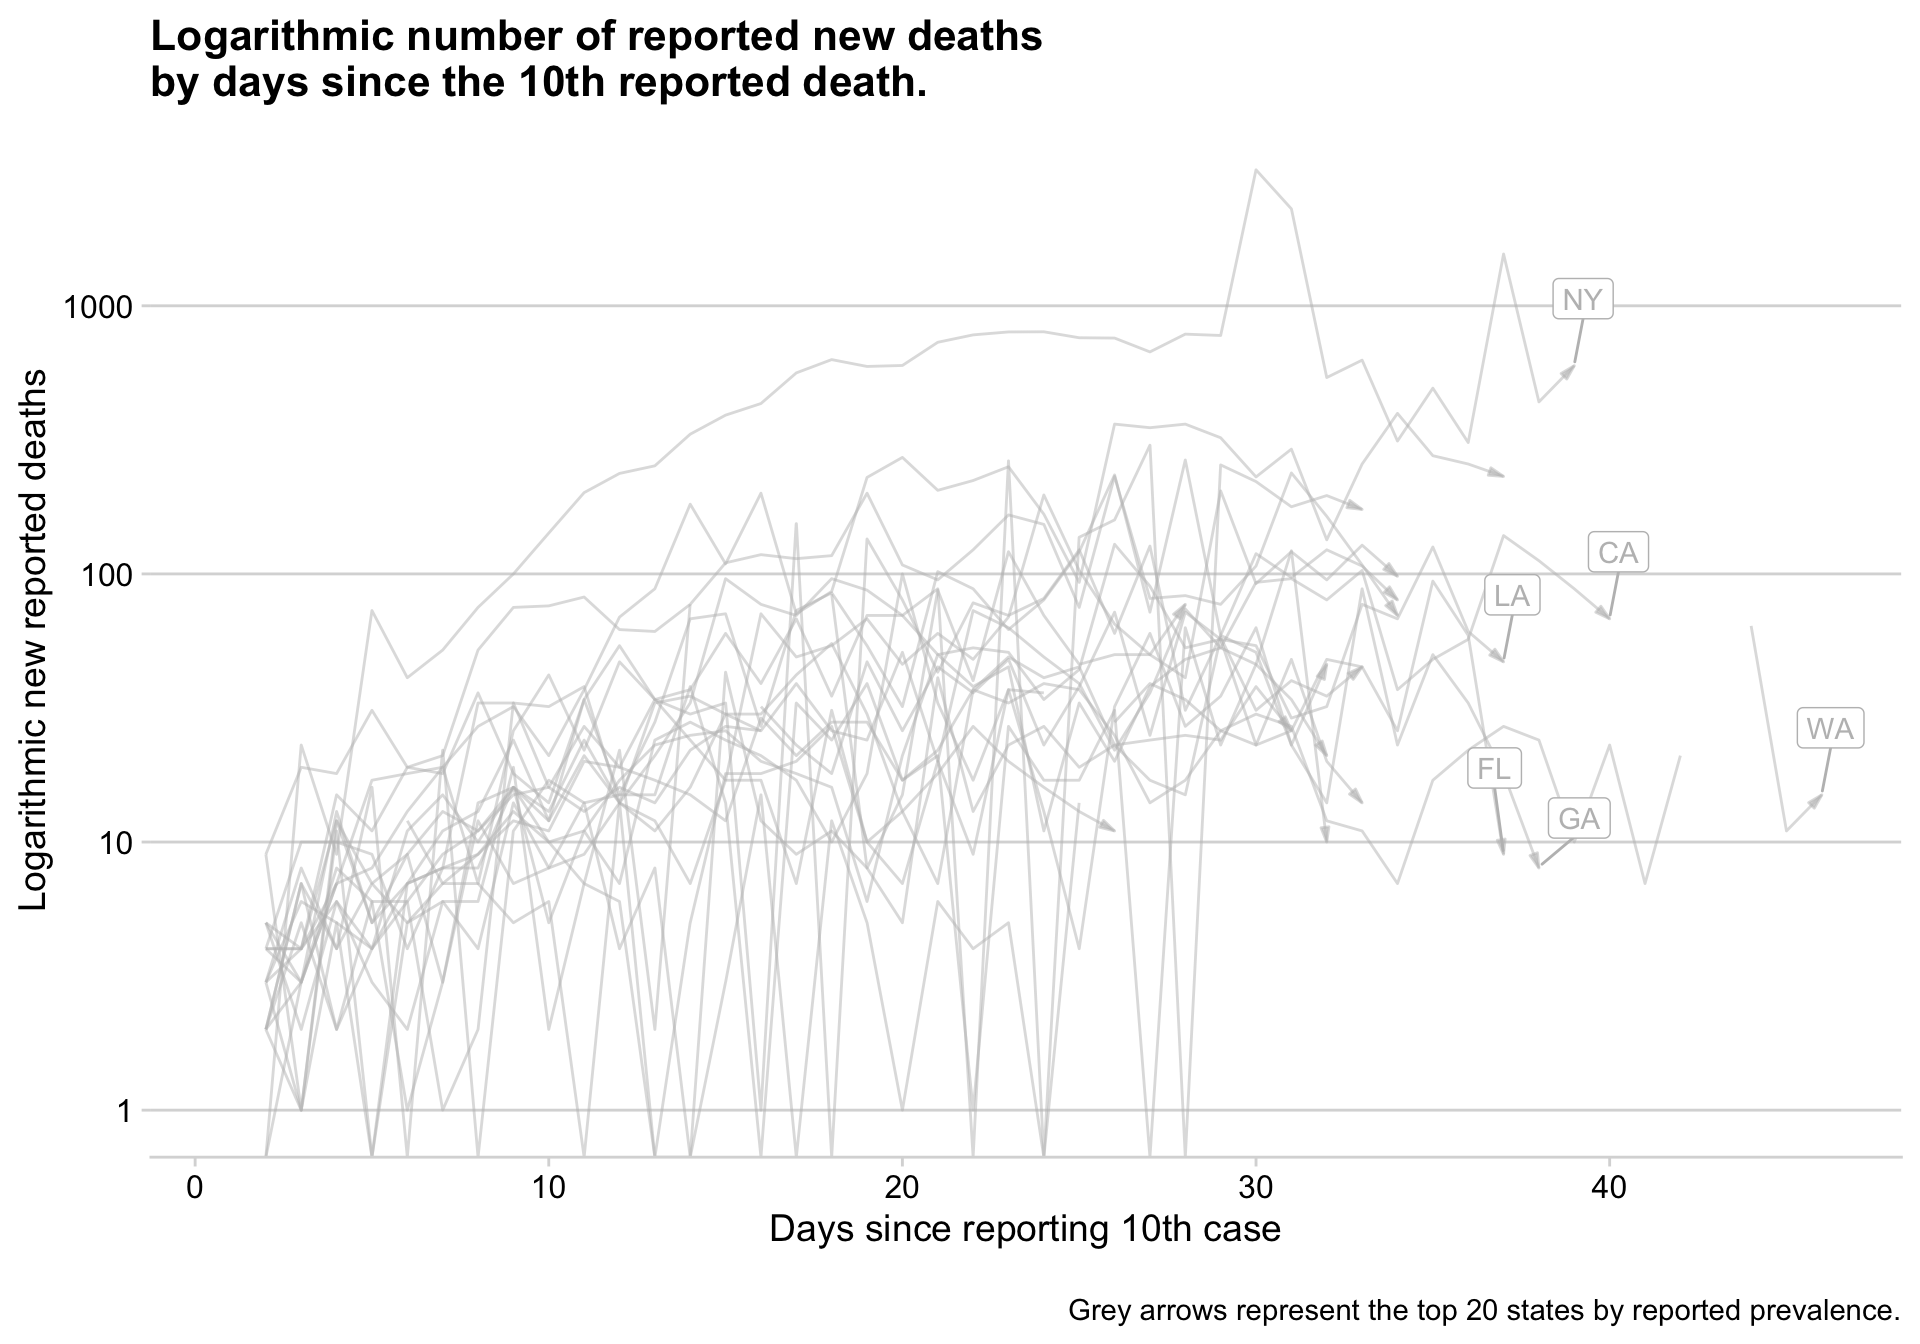 Logarithmic number of reported new deaths
by days since the 10th reported death.
Logarithmic new reported deaths
1000
100
10
1
NY
CA
LA
WA
FL
GA
0 10 20 30 40
Days since reporting 10th case
Grey arrows represent the top 20 states by reported prevalence.